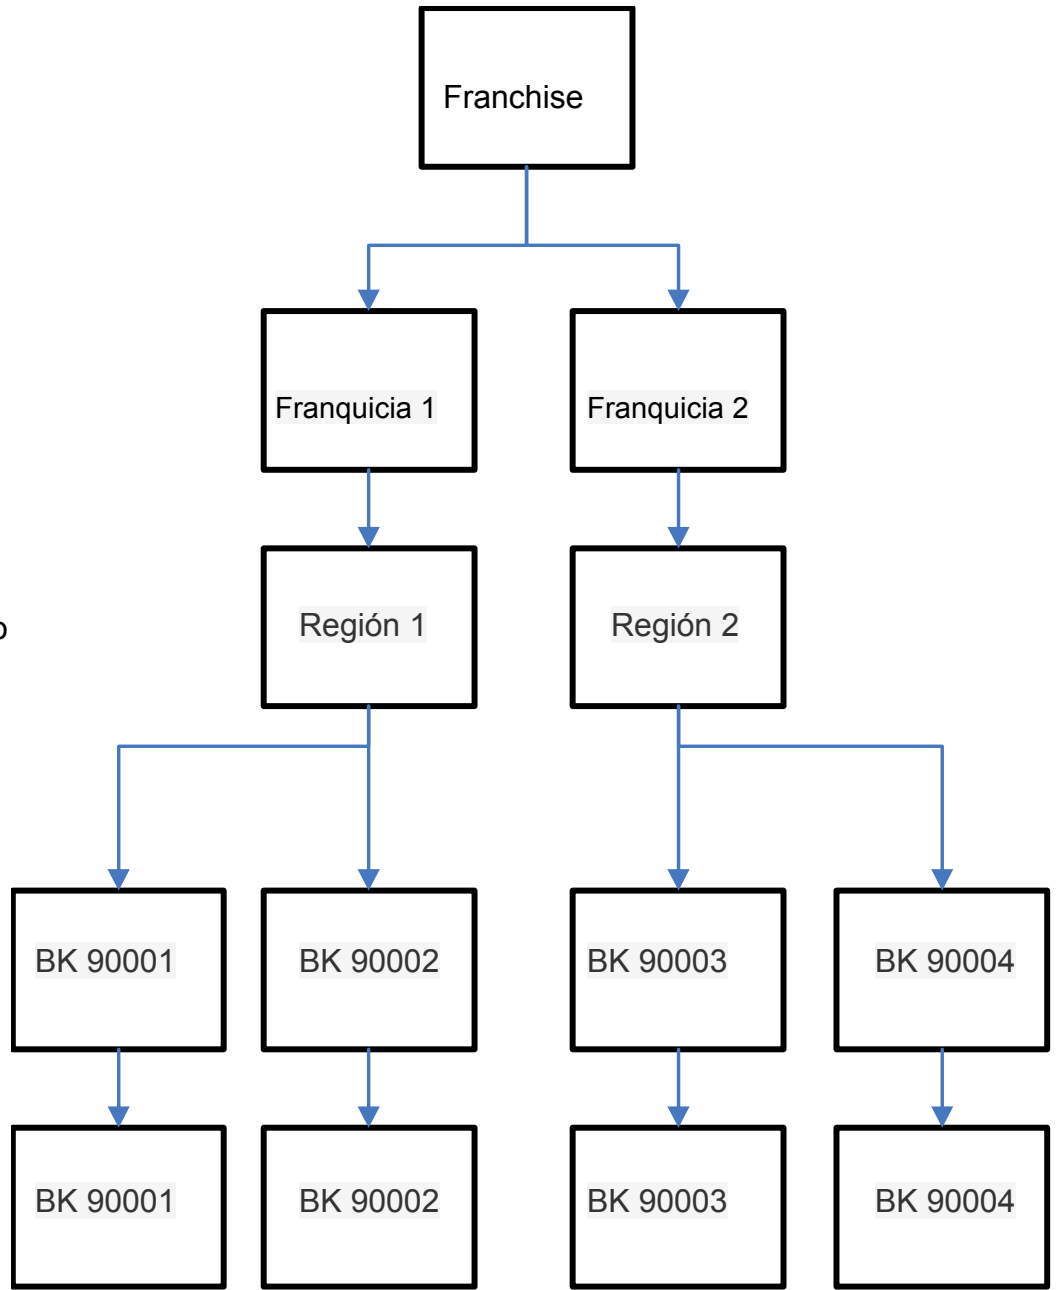 Franchise
Franquicia 1
Franquicia 2
Región 1
Región 2
o
BK 90001
BK 90002
BK 90003
BK 90004
BK 90001
BK 90002
BK 90003
BK 90004